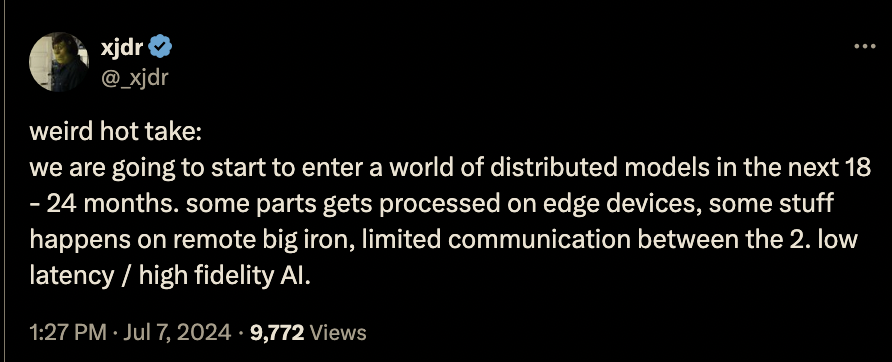 xjdr
@_xjdr
weird hot take:
we are going to start to enter a world of distributed models in the next 18
- 24 months. some parts gets processed on edge devices, some stuff
happens on remote big iron, limited communication between the 2. low
latency / high fidelity AI.
1:27 PM · Jul 7, 2024 · 9,772 Views